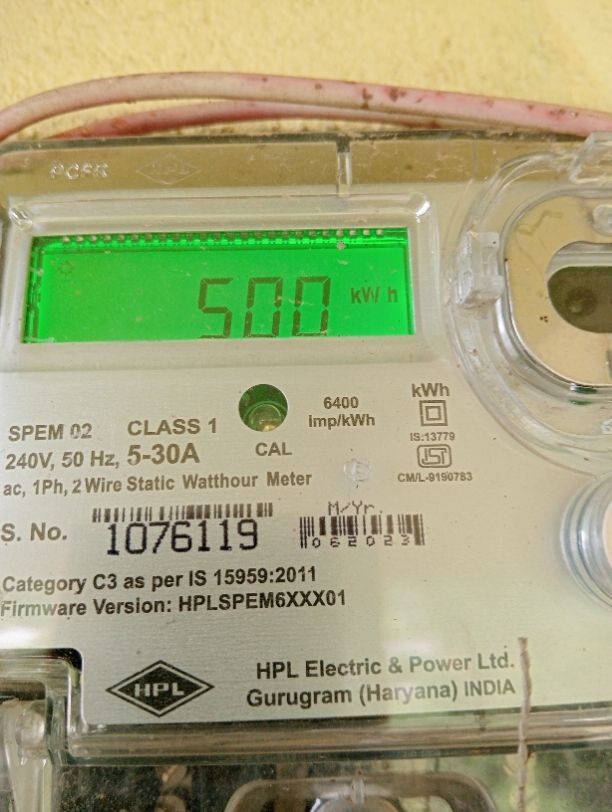 HPL
500 kWh
SPEM 02 CLASS 1
6400
Imp/kWh
kWh
IS:13779
240V, 50 Hz, 5-30A
CAL
CM/L-9190783
ac, 1Ph, 2 Wire Static Watthour Meter
M/Yr.
S. No. 1076119
062023
Category C3 as per IS 15959:2011
Firmware Version: HPLSPEM6XXX01
HPL
HPL Electric & Power Ltd.
Gurugram (Haryana) INDIA